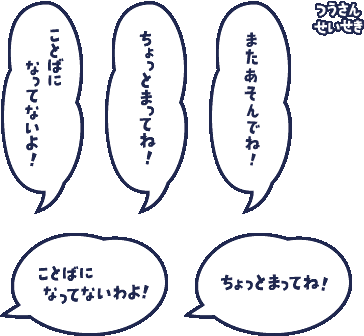 つうさん
せいせき
またあそんでね！
ちょっとまってね！
ことばに
なってないよ！
ことばに
なってないわよ！
ちょっとまってね！